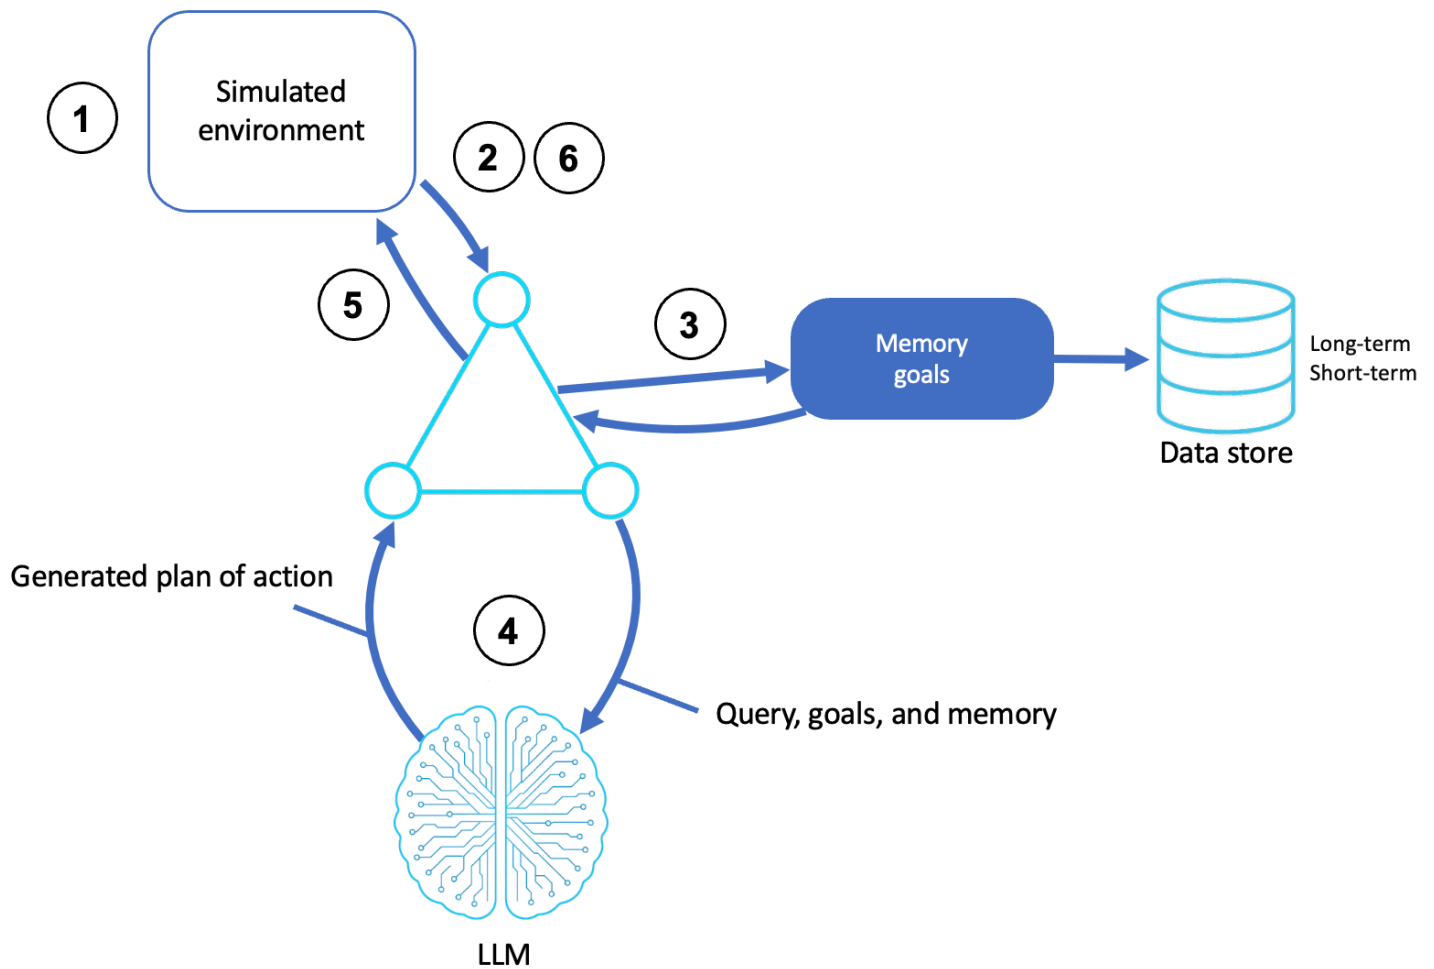 Simulated
environment
1
2
6
5
3
Memory
goals
Long-term
Short-term
Data store
Generated plan of action
4
Query, goals, and memory
LLM